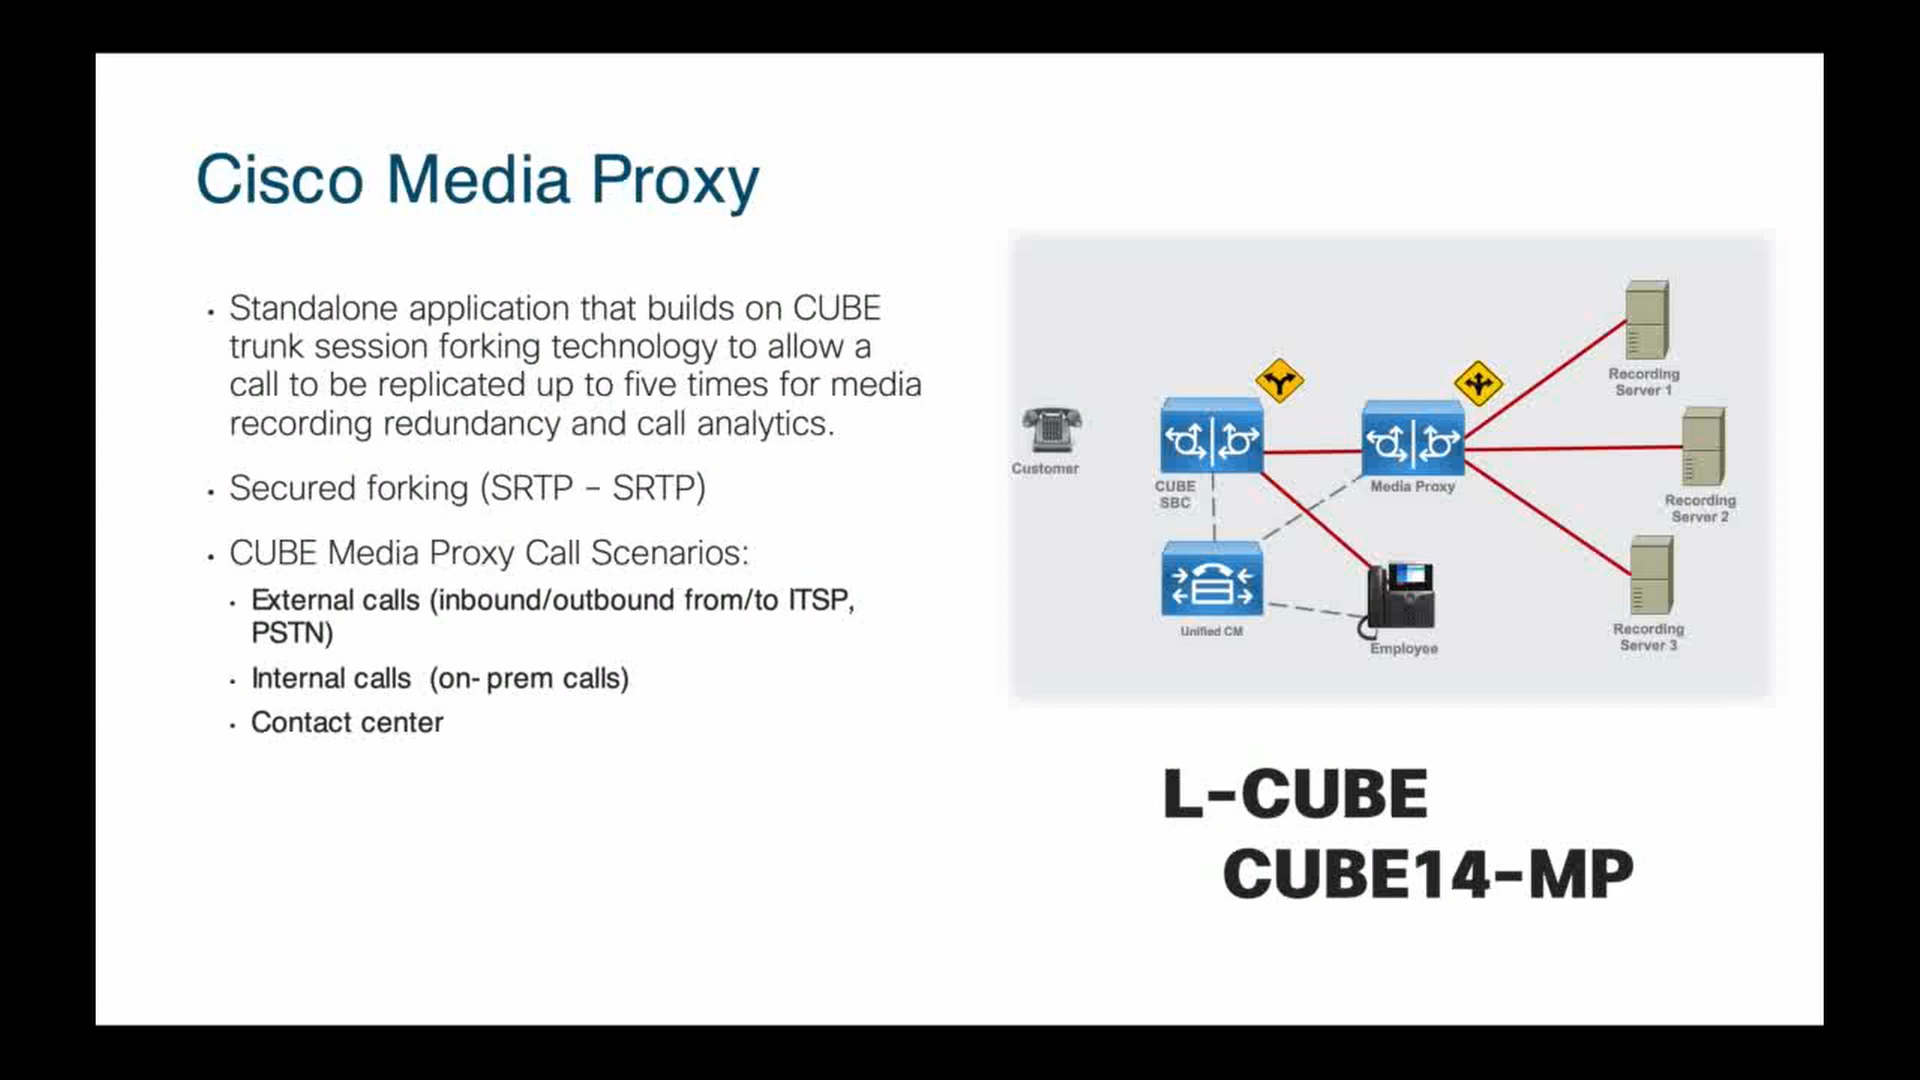 Cisco Media Proxy
· Standalone application that builds on CUBE
trunk session forking technology to allow a
call to be replicated up to five times for media
recording redundancy and call analytics.
· Secured forking (SRTP – SRTP)
· CUBE Media Proxy Call Scenarios:
· External calls (inbound/outbound from/to ITSP,
PSTN)
· Internal calls (on- prem calls)
· Contact center
Customer
CUBE
SBC
Media Proxy
Unified CM
Employee
Recording
Server 1
Recording
Server 2
Recording
Server 3
L-CUBE
CUBE14-MP